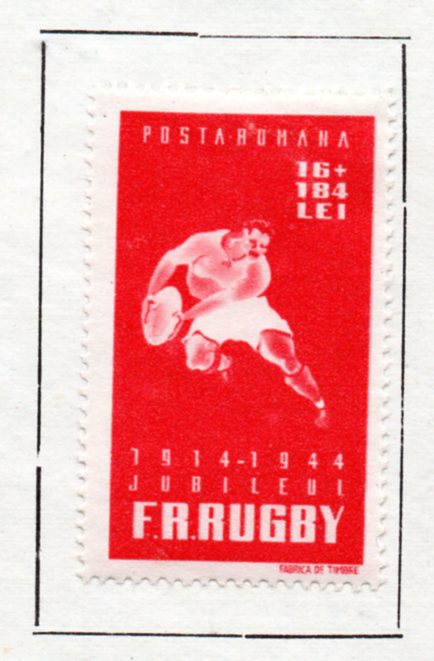 POSTA·ROMANA
16+
184
LEI
1914-1944
JUBILEUL
F.R.RUGBY
FABRICA DE TIMBRE